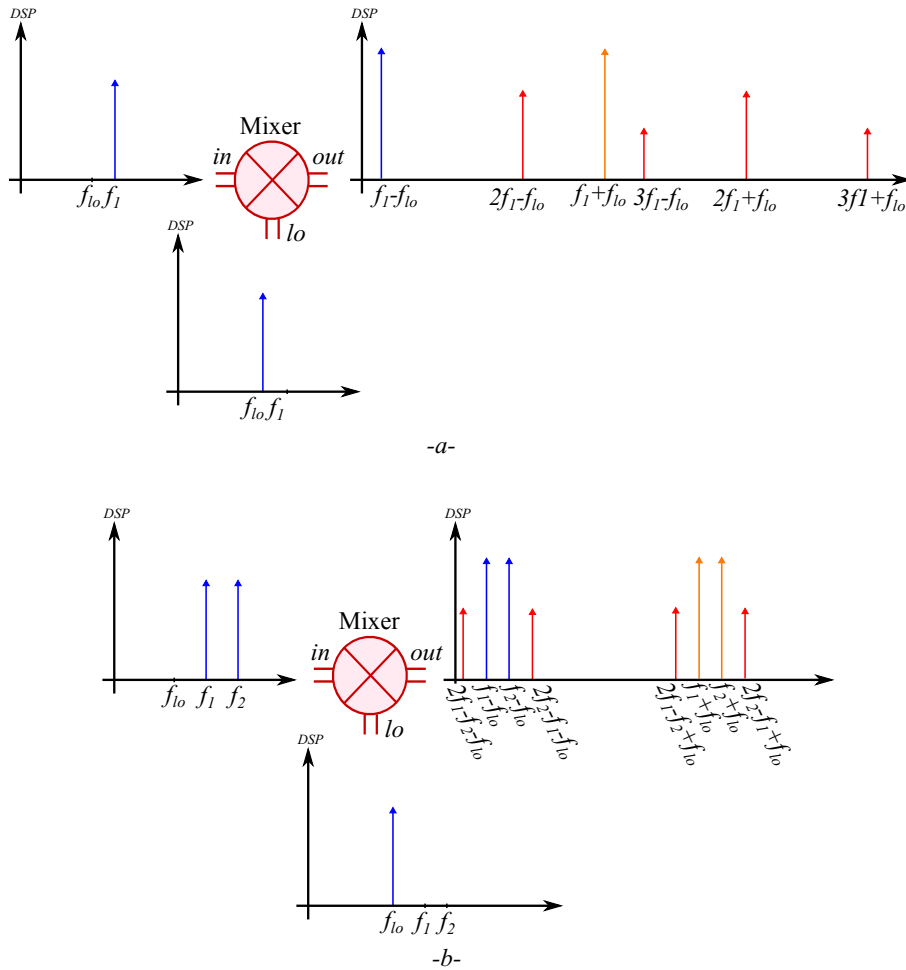 DSP
DSP
Mixer
in
out
lo
f_lo f_1
f_1-f_lo
2f_1-f_lo
f_1+f_lo
3f_1-f_lo
2f_1+f_lo
3f1+f_lo
DSP
f_lo f_1
-a-
DSP
DSP
Mixer
in
out
lo
f_lo f_1 f_2
2f_1-f_2-f_lo
f_1-f_lo
f_2-f_lo
2f_2-f_1-f_lo
2f_1-f_2+f_lo
f_1+f_lo
f_2+f_lo
2f_2-f_1+f_lo
DSP
f_lo f_1 f_2
-b-